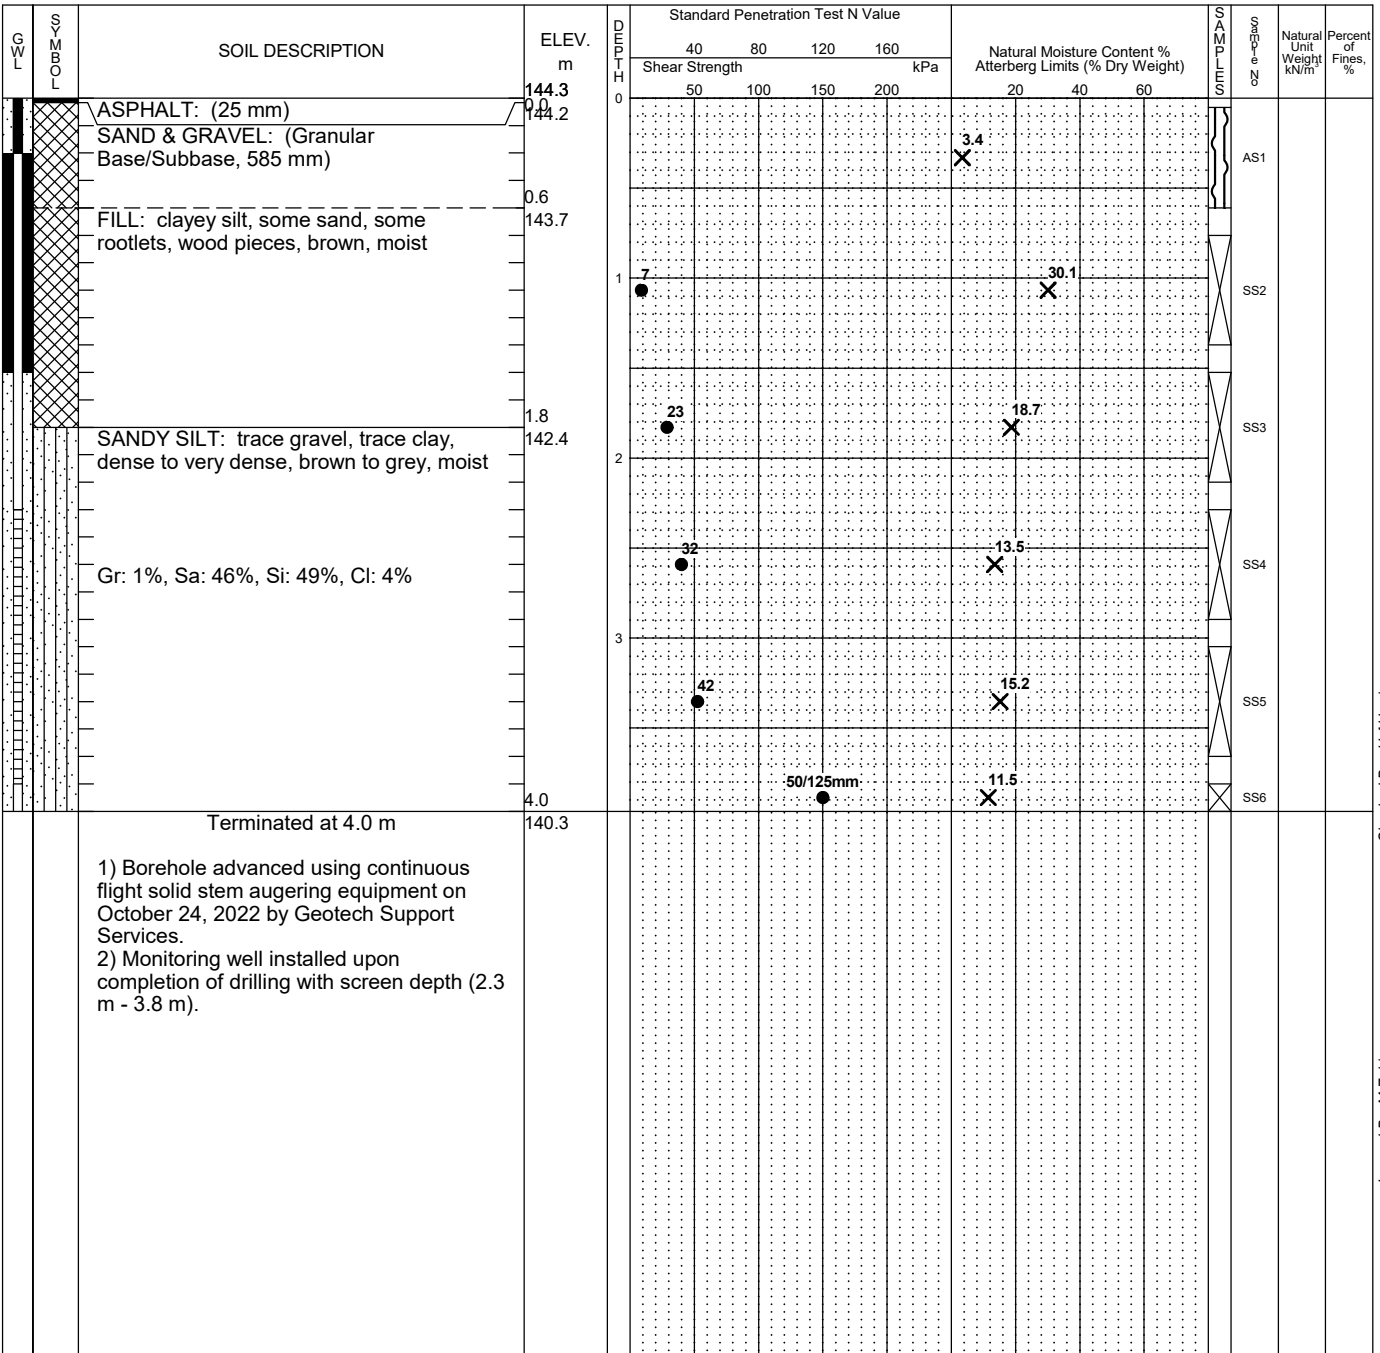 GWL
SYMBOL
SOIL DESCRIPTION
ELEV.
m
DEPTH
Standard Penetration Test N Value
40 80 120 160
Shear Strength kPa
50 100 150 200
Natural Moisture Content %
Atterberg Limits (% Dry Weight)
20 40 60
SAMPLES
Sample No
Natural
Unit
Weight
kN/m³
Percent
of
Fines,
%
144.3
0
ASPHALT: (25 mm)
0.0
144.2
SAND & GRAVEL: (Granular
Base/Subbase, 585 mm)
3.4
AS1
0.6
FILL: clayey silt, some sand, some
rootlets, wood pieces, brown, moist
143.7
1
7
30.1
SS2
1.8
23
18.7
SS3
SANDY SILT: trace gravel, trace clay,
dense to very dense, brown to grey, moist
142.4
2
32
13.5
SS4
Gr: 1%, Sa: 46%, Si: 49%, Cl: 4%
3
42
15.2
SS5
50/125mm
11.5
SS6
4.0
Terminated at 4.0 m
140.3
1) Borehole advanced using continuous
flight solid stem augering equipment on
October 24, 2022 by Geotech Support
Services.
2) Monitoring well installed upon
completion of drilling with screen depth (2.3
m - 3.8 m).